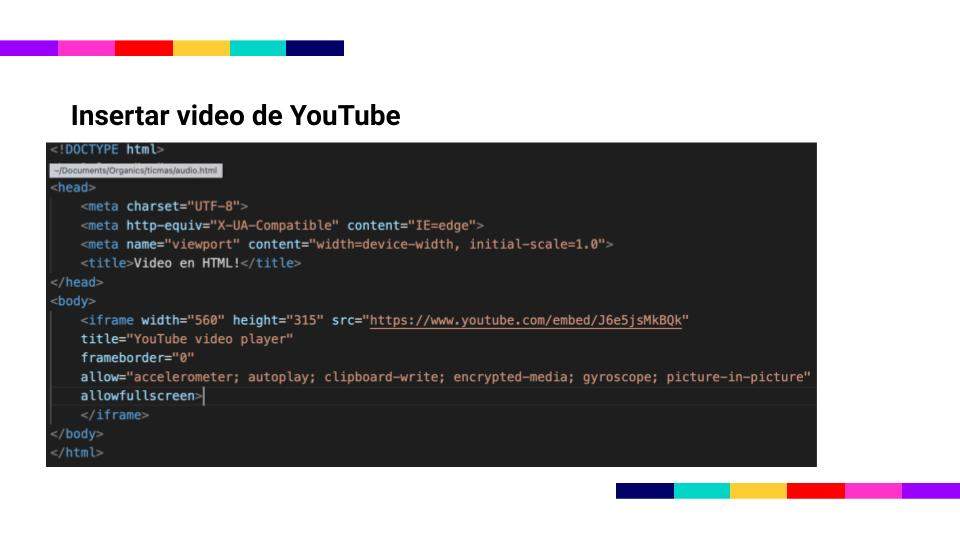 Insertar video de YouTube
<!DOCTYPE html>
~/Documents/Organics/ticmas/audio.html
<head>
<meta charset="UTF-8">
<meta http-equiv="X-UA-Compatible" content="IE=edge">
<meta name="viewport" content="width=device-width, initial-scale=1.0">
<title>Video en HTML!</title>
</head>
<body>
<iframe width="560" height="315" src="https://www.youtube.com/embed/J6e5jsMkBQk"
title="YouTube video player"
frameborder="0"
allow="accelerometer; autoplay; clipboard-write; encrypted-media; gyroscope; picture-in-picture"
allowfullscreen>
</iframe>
</body>
</html>